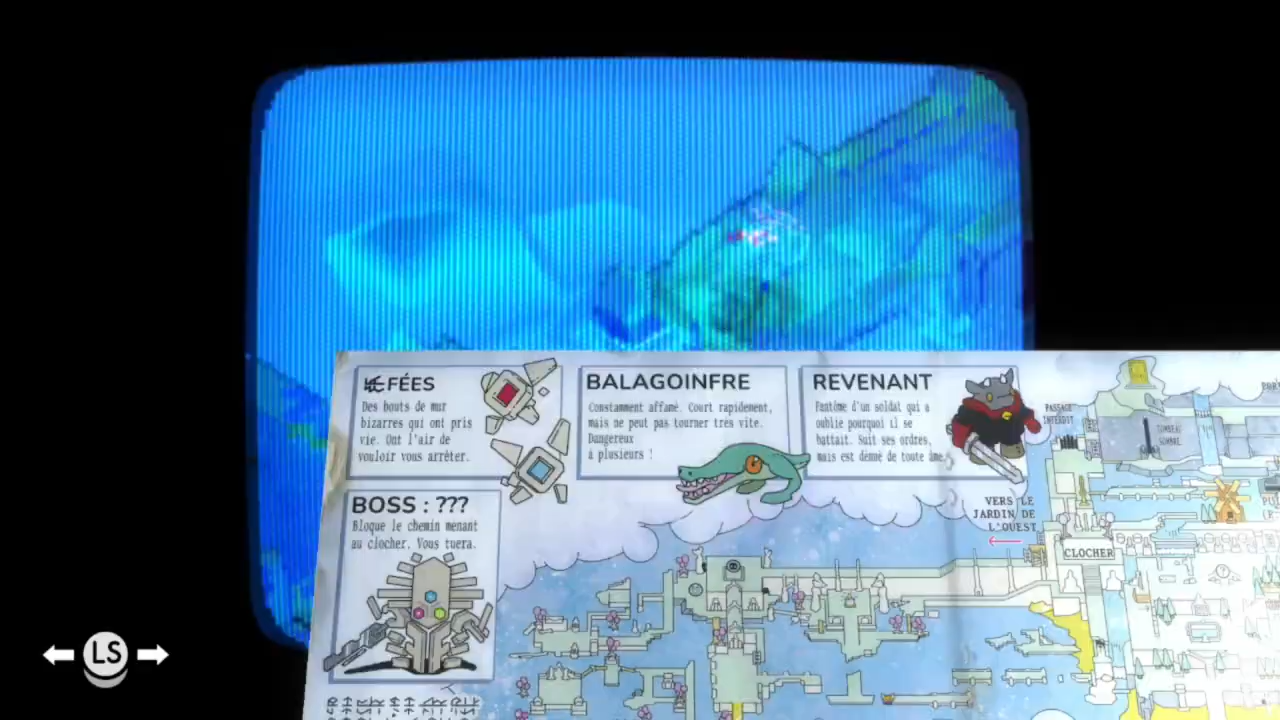 FÉES
Des bouts de mur
bizarres qui ont pris
vie. Ont l'air de
vouloir vous arrêter.
BALAGOINFRE
Constamment affamé. Court rapidement,
mais ne peut pas tourner très vite.
Dangereux
à plusieurs !
REVENANT
Fantôme d'un soldat qui a
oublié pourquoi il se
battait. Suit ses ordres,
mais est dénué de toute âme.
PASSAGE
INTERDIT
TOMBEAU
SOMBRE
BOSS : ???
Bloque le chemin menant
au clocher. Vous tuera.
VERS LE
JARDIN DE
L'OUEST
CLOCHER
LS